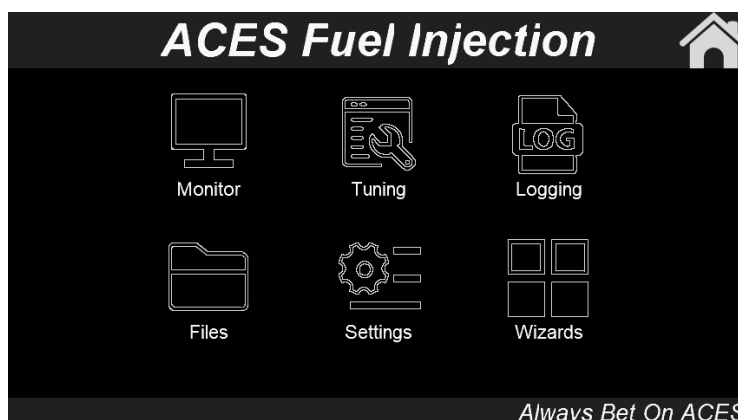 ACES Fuel Injection
Monitor Tuning Logging
LOG
Files Settings Wizards
Always Bet On ACES